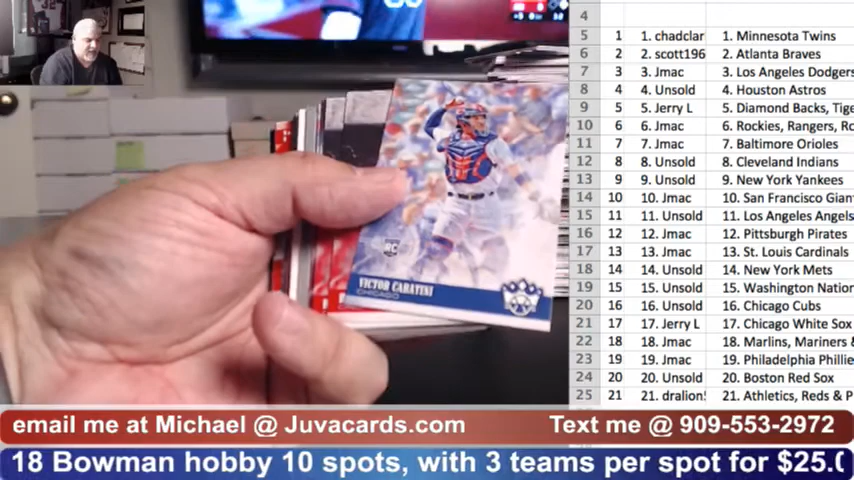 4
5 1 1. chadclar 1. Minnesota Twins
6 2 2. scott196 2. Atlanta Braves
7 3 3. Jmac 3. Los Angeles Dodgers
8 4 4. Unsold 4. Houston Astros
9 5 5. Jerry L 5. Diamond Backs, Tige
10 6 6. Jmac 6. Rockies, Rangers, Ro
11 7 7. Jmac 7. Baltimore Orioles
12 8 8. Unsold 8. Cleveland Indians
13 9 9. Unsold 9. New York Yankees
14 10 10. Jmac 10. San Francisco Giant
15 11 11. Unsold 11. Los Angeles Angels
16 12 12. Jmac 12. Pittsburgh Pirates
17 13 13. Jmac 13. St. Louis Cardinals
18 14 14. Unsold 14. New York Mets
19 15 15. Unsold 15. Washington Nation
20 16 16. Unsold 16. Chicago Cubs
21 17 17. Jerry L 17. Chicago White Sox
22 18 18. Jmac 18. Marlins, Mariners &
23 19 19. Jmac 19. Philadelphia Phillie
24 20 20. Unsold 20. Boston Red Sox
25 21 21. dralion! 21. Athletics, Reds & P
RC
VICTOR CARATINI
CHICAGO
email me at Michael @ Juvacards.com Text me @ 909-553-2972
18 Bowman hobby 10 spots, with 3 teams per spot for $25.0